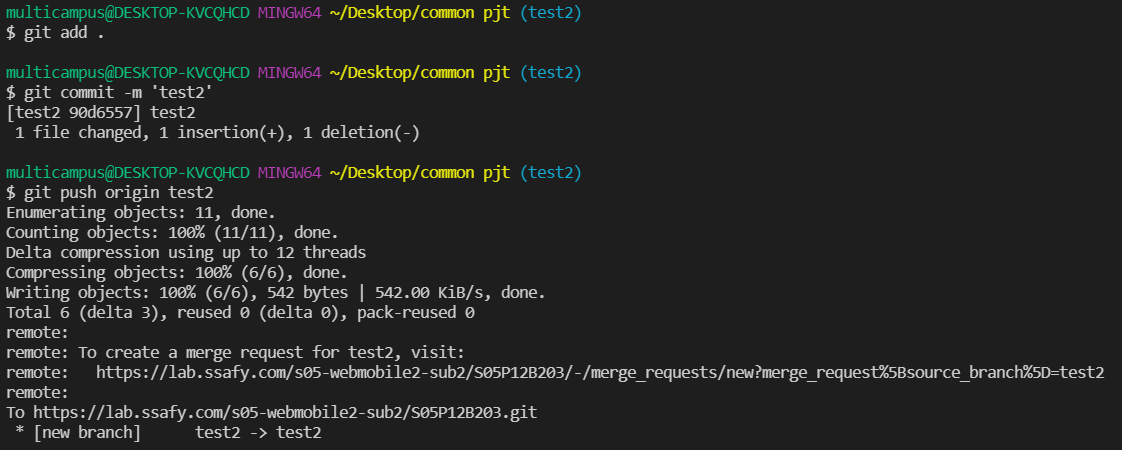 multicampus@DESKTOP-KVCQHCD MINGW64 ~/Desktop/common pjt (test2)
$ git add .
multicampus@DESKTOP-KVCQHCD MINGW64 ~/Desktop/common pjt (test2)
$ git commit -m 'test2'
[test2 90d6557] test2
 1 file changed, 1 insertion(+), 1 deletion(-)
multicampus@DESKTOP-KVCQHCD MINGW64 ~/Desktop/common pjt (test2)
$ git push origin test2
Enumerating objects: 11, done.
Counting objects: 100% (11/11), done.
Delta compression using up to 12 threads
Compressing objects: 100% (6/6), done.
Writing objects: 100% (6/6), 542 bytes | 542.00 KiB/s, done.
Total 6 (delta 3), reused 0 (delta 0), pack-reused 0
remote:
remote: To create a merge request for test2, visit:
remote:   https://lab.ssafy.com/s05-webmobile2-sub2/S05P12B203/-/merge_requests/new?merge_request%5Bsource_branch%5D=test2
remote:
To https://lab.ssafy.com/s05-webmobile2-sub2/S05P12B203.git
 * [new branch]      test2 -> test2